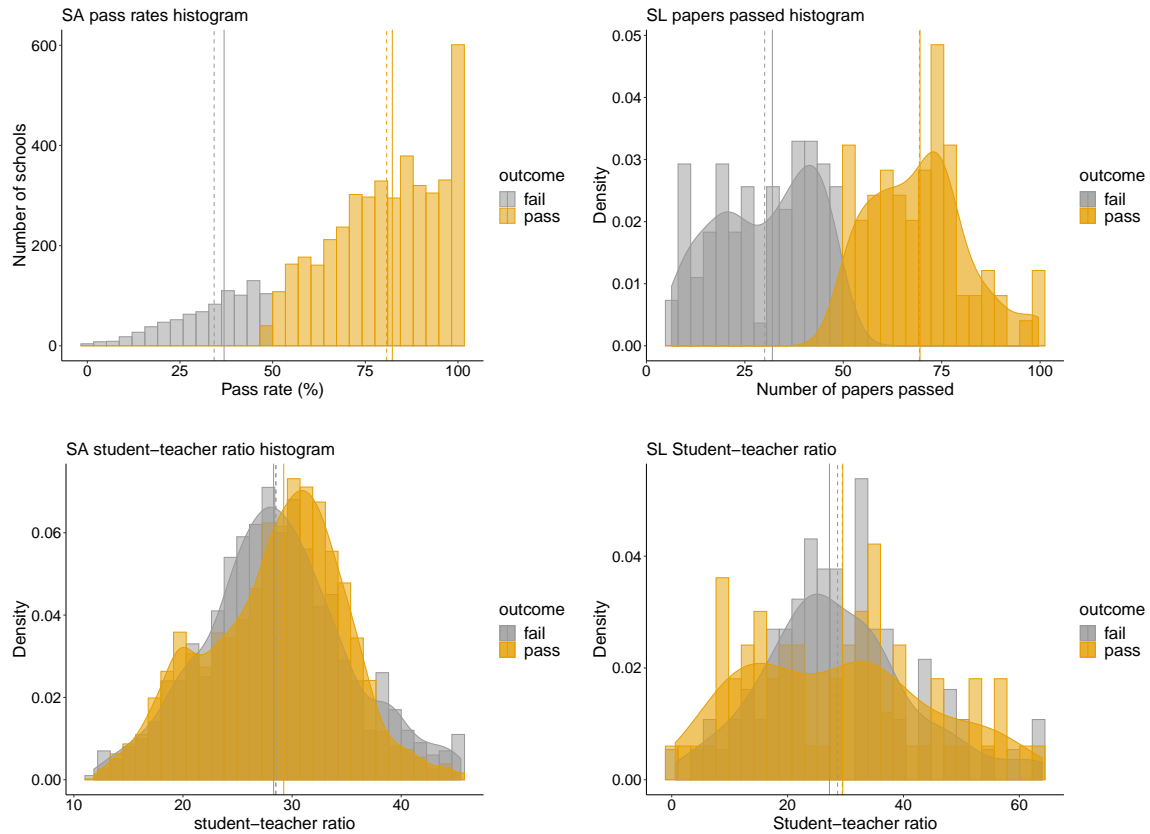 SA pass rates histogram
600
400
200
0
Number of schools
0 25 50 75 100
Pass rate (%)
outcome
fail
pass
SL papers passed histogram
0.05
0.04
0.03
0.02
0.01
0.00
Density
0 25 50 75 100
Number of papers passed
outcome
fail
pass
SA student−teacher ratio histogram
0.06
0.04
0.02
0.00
Density
10 20 30 40
student−teacher ratio
outcome
fail
pass
SL Student−teacher ratio
0.04
0.02
0.00
Density
0 20 40 60
Student−teacher ratio
outcome
fail
pass